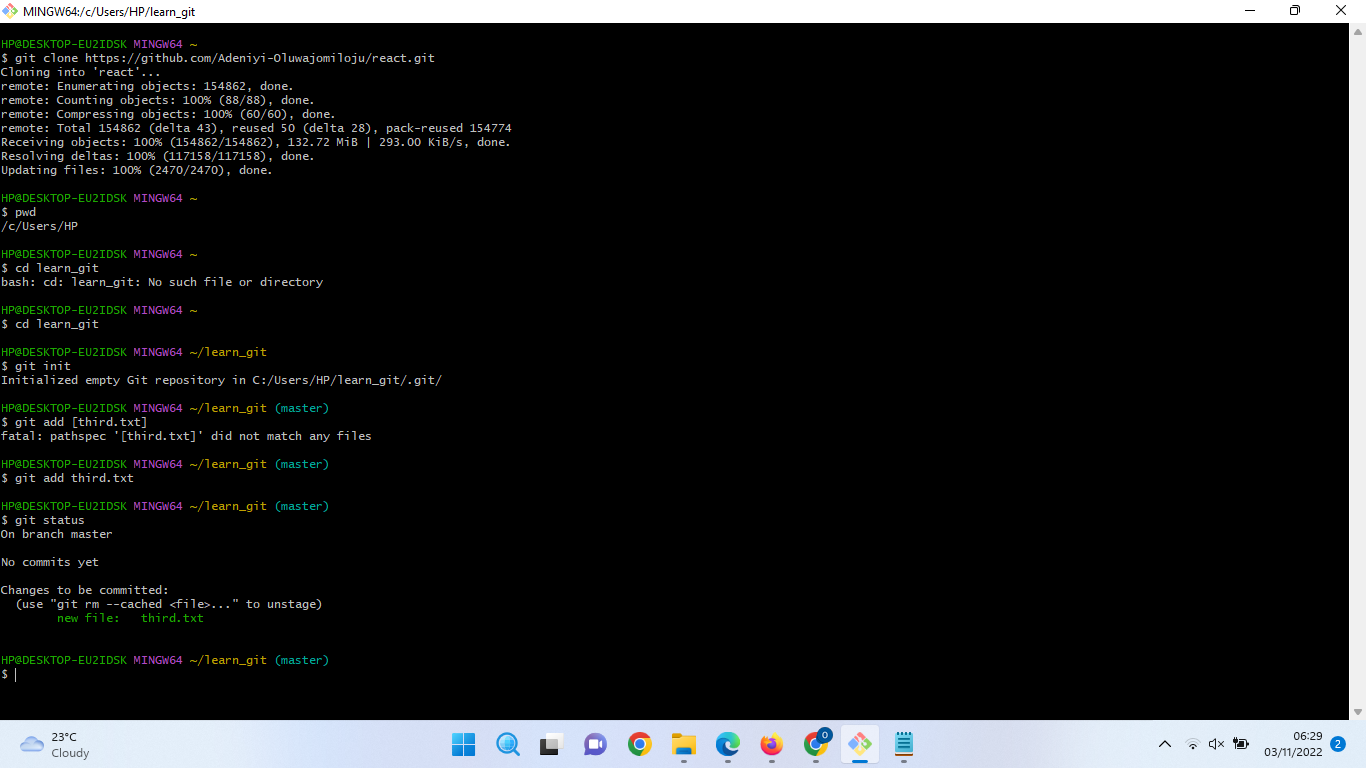 MINGW64:/c/Users/HP/learn_git
HP@DESKTOP-EU2IDSK MINGW64 ~
$ git clone https://github.com/Adeniyi-Oluwajomiloju/react.git
Cloning into 'react'...
remote: Enumerating objects: 154862, done.
remote: Counting objects: 100% (88/88), done.
remote: Compressing objects: 100% (60/60), done.
remote: Total 154862 (delta 43), reused 50 (delta 28), pack-reused 154774
Receiving objects: 100% (154862/154862), 132.72 MiB | 293.00 KiB/s, done.
Resolving deltas: 100% (117158/117158), done.
Updating files: 100% (2470/2470), done.
HP@DESKTOP-EU2IDSK MINGW64 ~
$ pwd
/c/Users/HP
HP@DESKTOP-EU2IDSK MINGW64 ~
$ cd learn_git
bash: cd: learn_git: No such file or directory
HP@DESKTOP-EU2IDSK MINGW64 ~
$ cd learn_git
HP@DESKTOP-EU2IDSK MINGW64 ~/learn_git
$ git init
Initialized empty Git repository in C:/Users/HP/learn_git/.git/
HP@DESKTOP-EU2IDSK MINGW64 ~/learn_git (master)
$ git add [third.txt]
fatal: pathspec '[third.txt]' did not match any files
HP@DESKTOP-EU2IDSK MINGW64 ~/learn_git (master)
$ git add third.txt
HP@DESKTOP-EU2IDSK MINGW64 ~/learn_git (master)
$ git status
On branch master
No commits yet
Changes to be committed:
(use "git rm --cached <file>..." to unstage)
new file: third.txt
HP@DESKTOP-EU2IDSK MINGW64 ~/learn_git (master)
$
23°C
Cloudy
0
06:29
03/11/2022
2